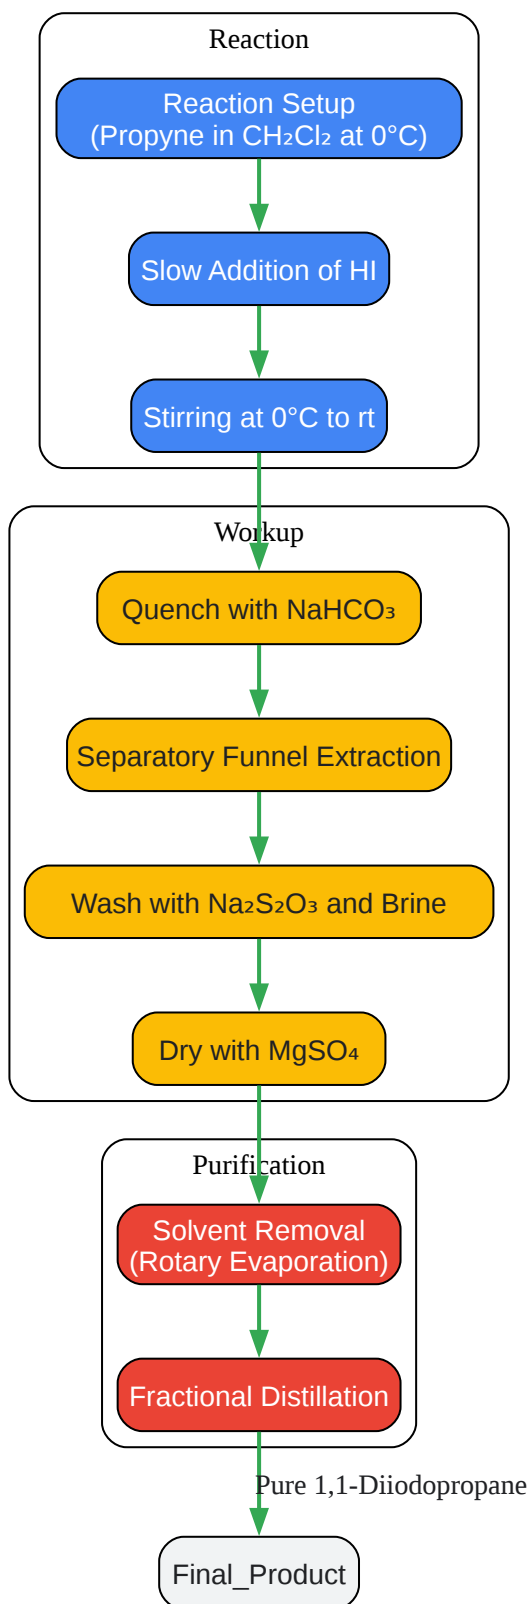 Reaction
Reaction Setup
(Propyne in CH₂Cl₂ at 0°C)
Slow Addition of HI
Stirring at 0°C to rt
Workup
Quench with NaHCO₃
Separatory Funnel Extraction
Wash with Na₂S₂O₃ and Brine
Dry with MgSO₄
Purification
Solvent Removal
(Rotary Evaporation)
Fractional Distillation
Pure 1,1-Diiodopropane
Final_Product